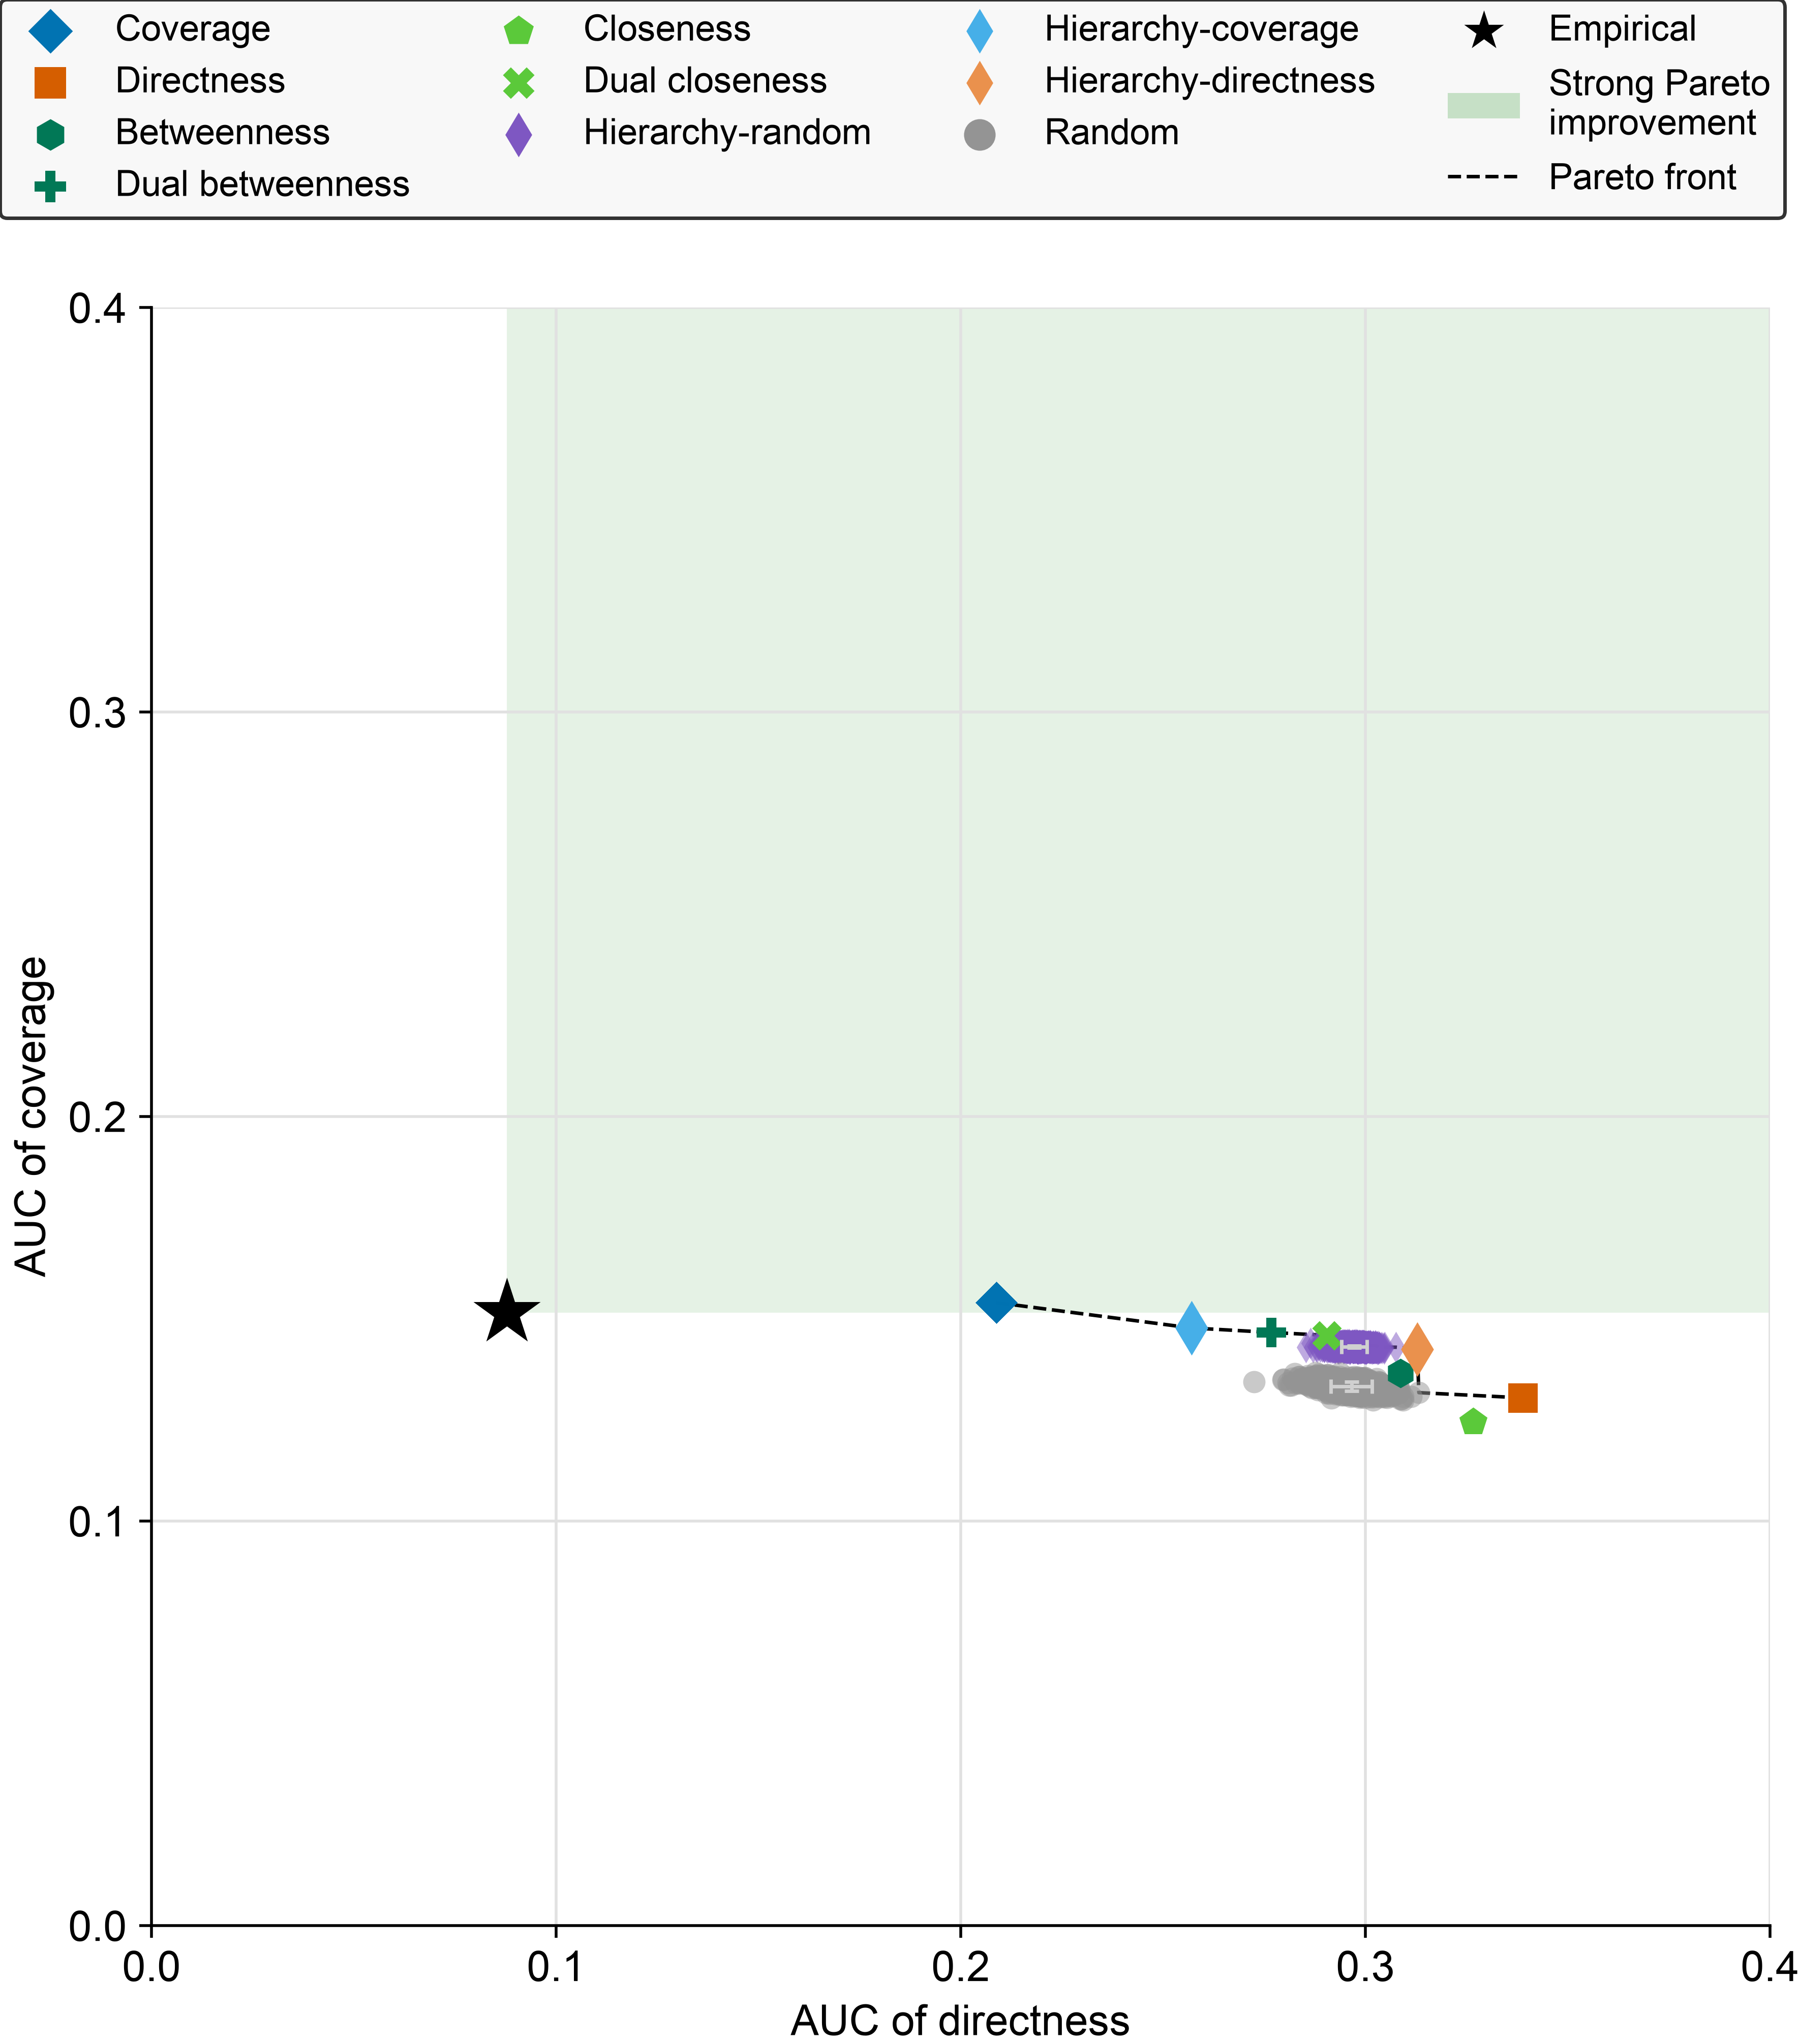 Coverage
Directness
Betweenness
Dual betweenness
Closeness
Dual closeness
Hierarchy-random
Hierarchy-coverage
Hierarchy-directness
Random
Empirical
Strong Pareto
improvement
Pareto front
0.4
0.3
0.2
0.1
0.0
AUC of coverage
0.0
0.1
0.2
0.3
0.4
AUC of directness